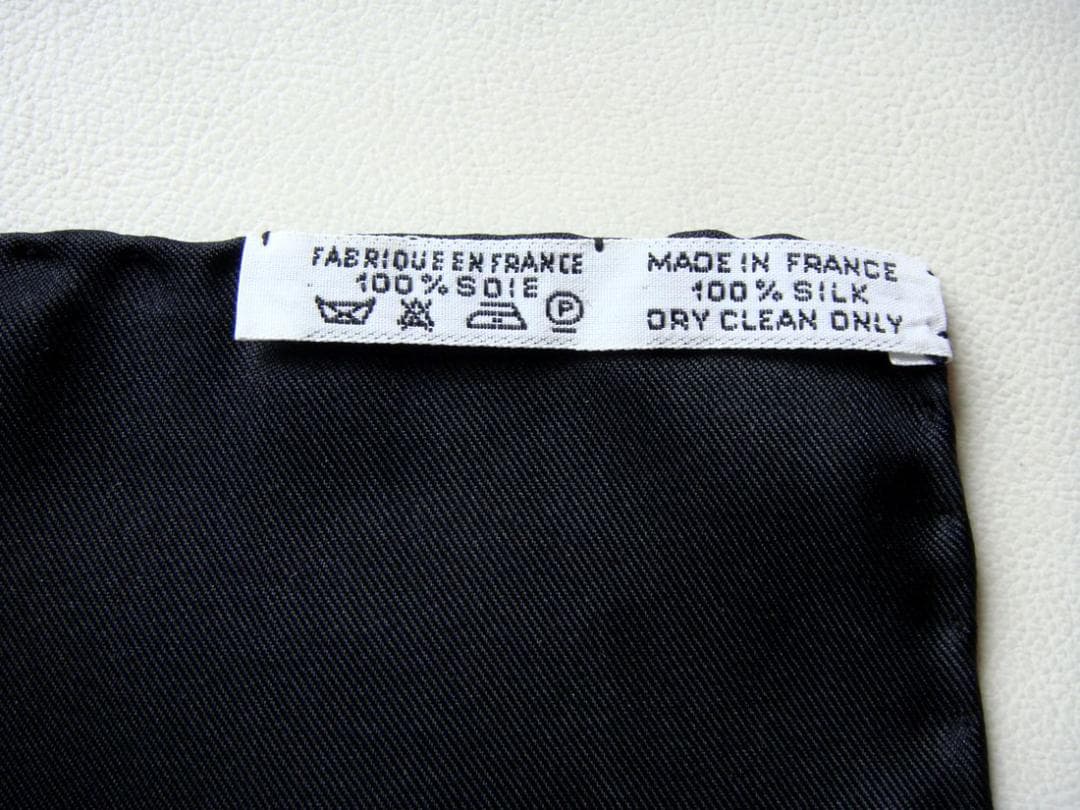 FABRIQUE EN FRANCE
100% SOIE
P
MADE IN FRANCE
100% SILK
DRY CLEAN ONLY